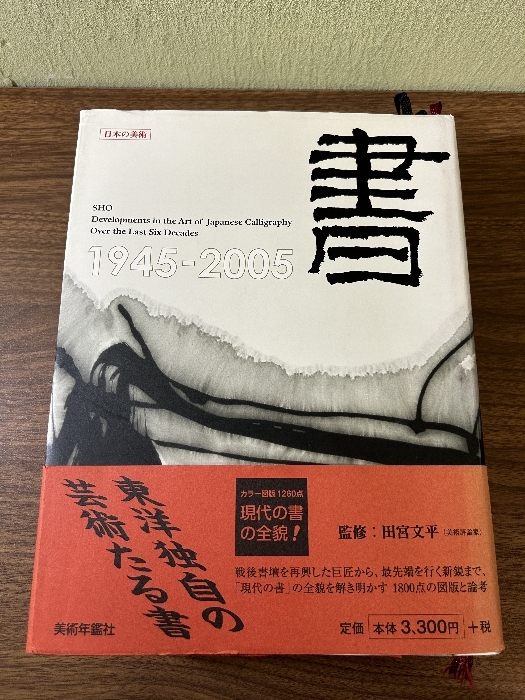 日本の美術
書
SHO
Developments in the Art of Japanese Calligraphy
Over the Last Six Decades
1945-2005
東洋独自の
芸術たる書
カラー図版1260点
現代の書
の全貌!
監修:田宮文平(美術評論家)
戦後書壇を再興した巨匠から、最先端を行く新鋭まで、
「現代の書」の全貌を解き明かす 1800点の図版と論考
美術年鑑社
定価 本体3,300円+税